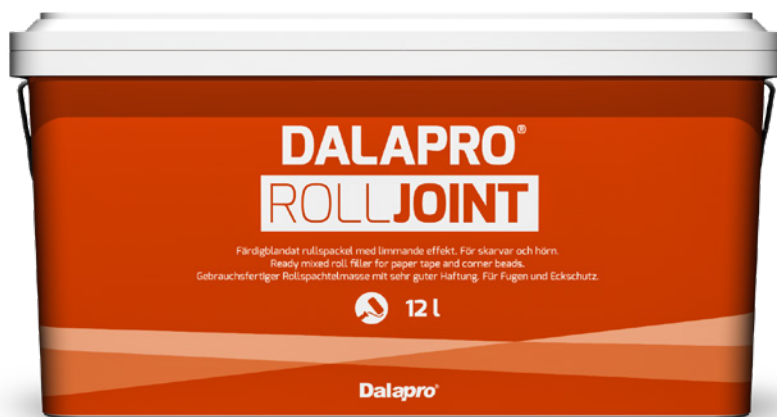 DALAPRO®
ROLLJOINT
Färdigblandat rullspackel med limmande effekt. För skarvar och hörn.
Ready mixed roll filler for paper tape and corner beads.
Gebrauchsfertiger Rollspachtelmasse mit sehr guter Haftung. Für Fugen und Eckschutz.
12 l
Dalapro®